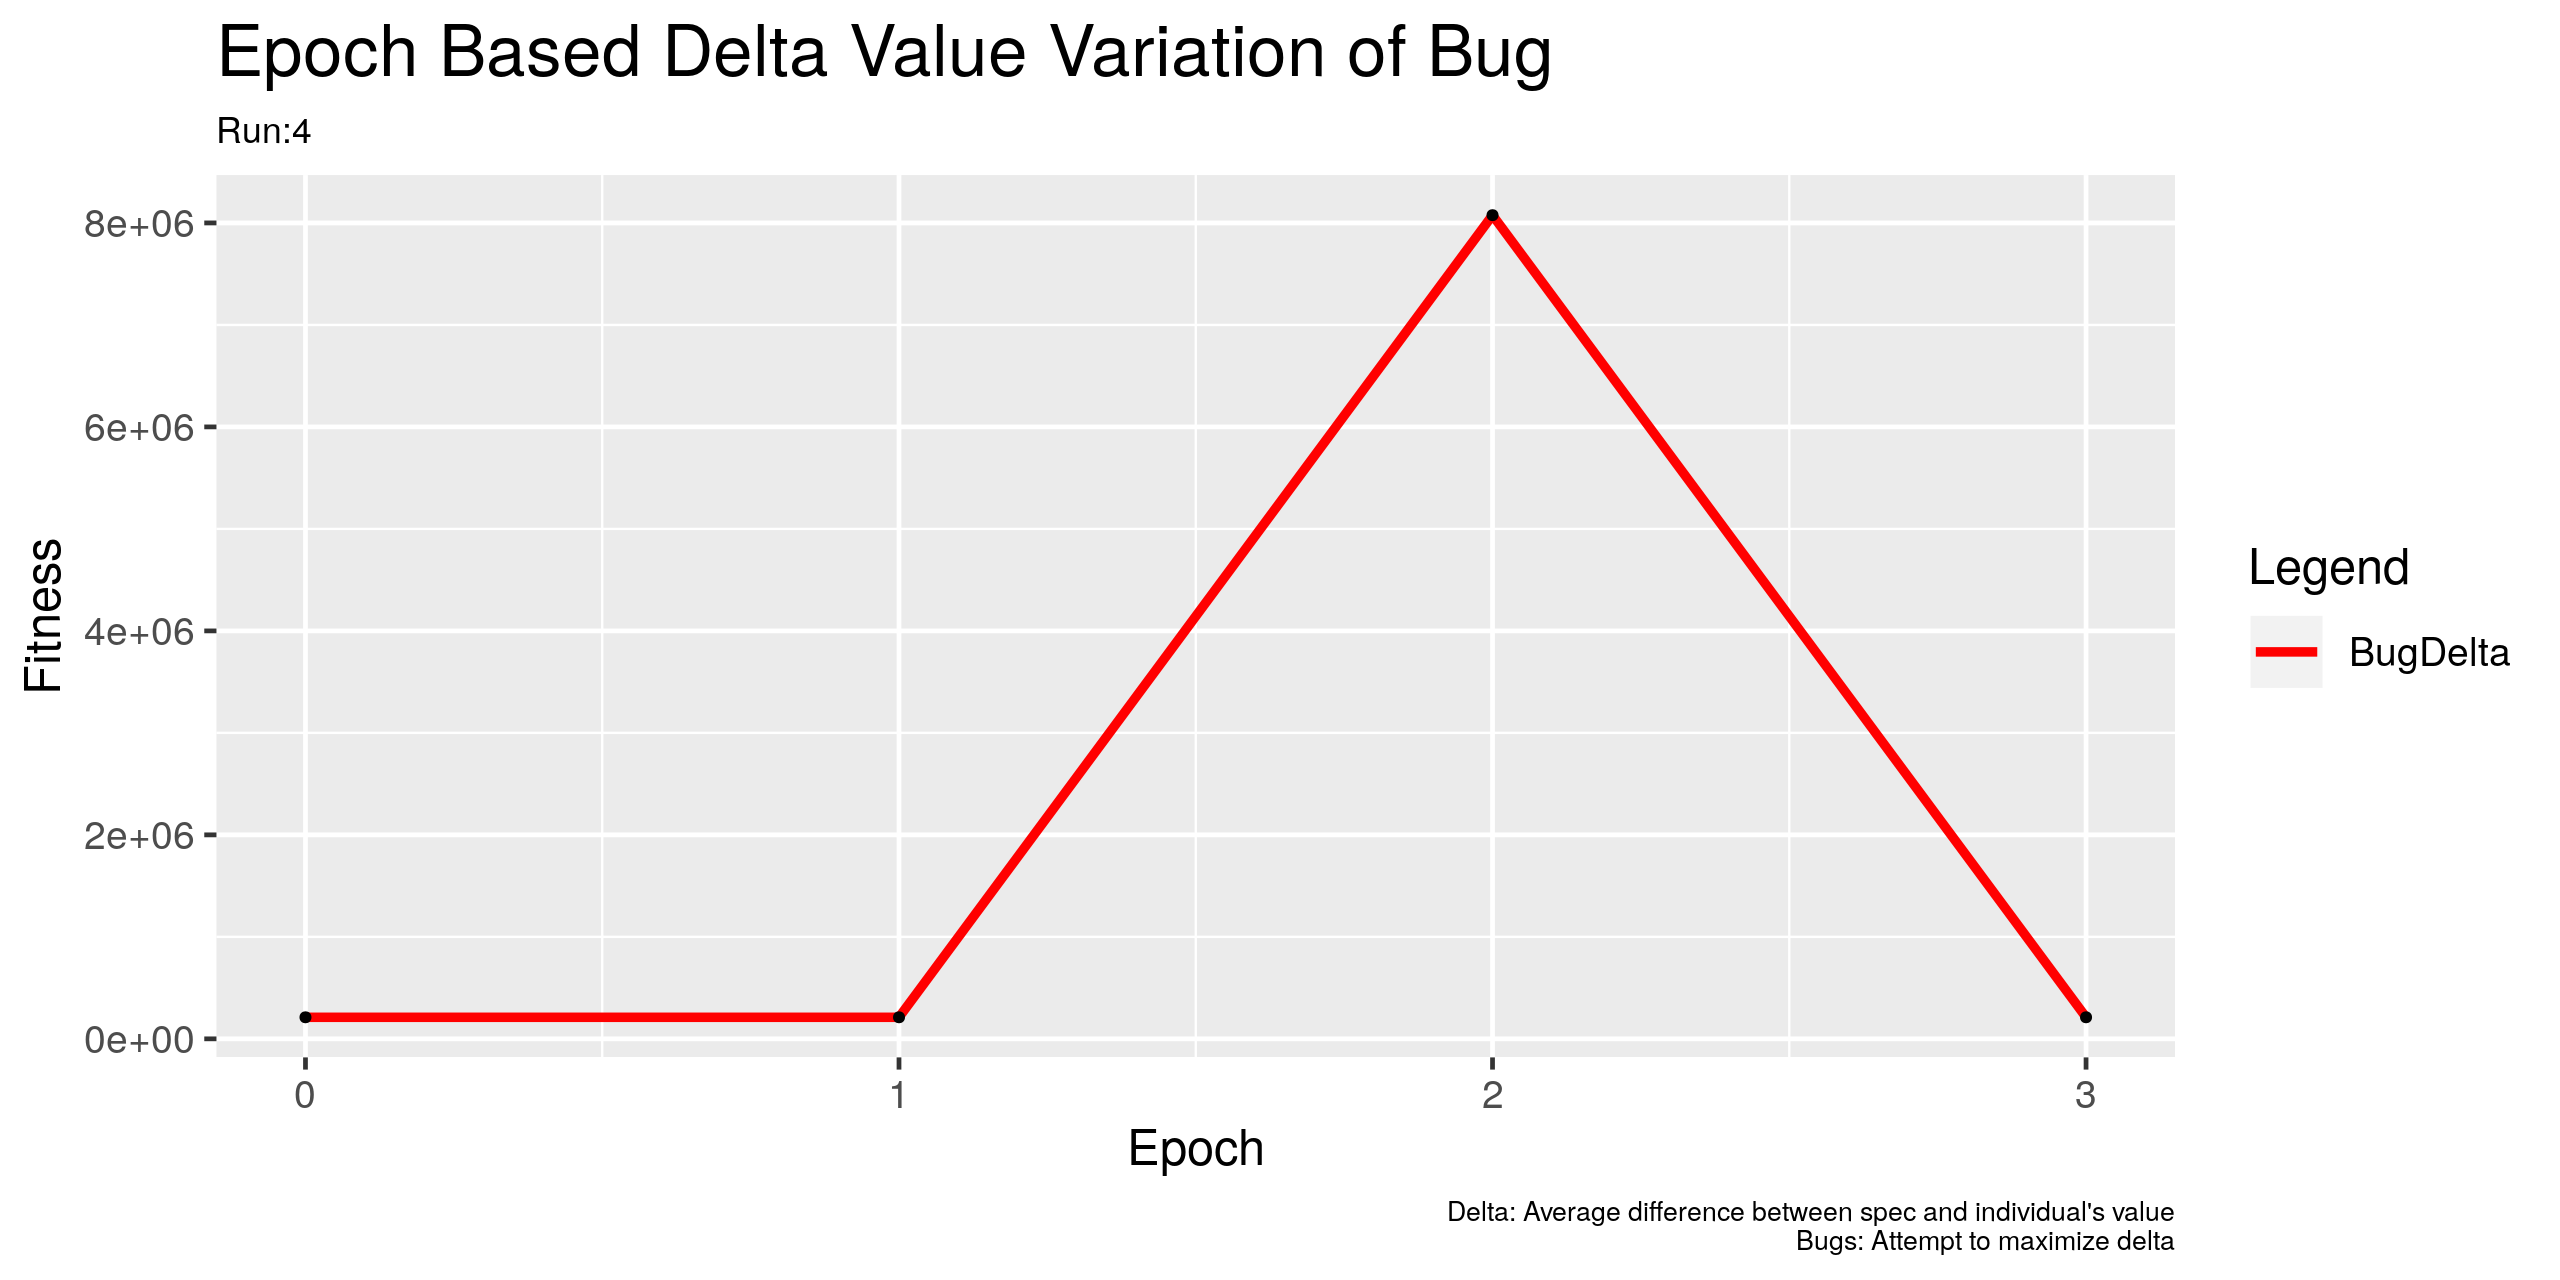 Epoch Based Delta Value Variation of Bug
Run:4
8e+06
6e+06
4e+06
2e+06
0e+00
Fitness
0 1 2 3
Epoch
Legend
BugDelta
Delta: Average difference between spec and individual's value
Bugs: Attempt to maximize delta